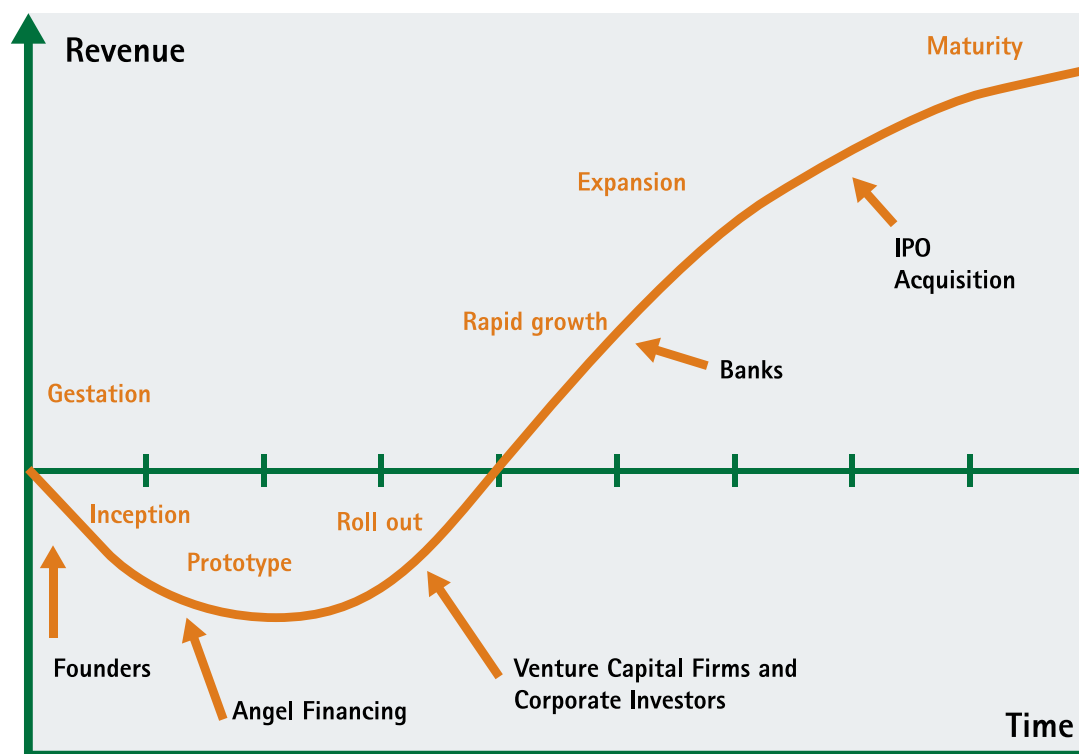 Revenue
Maturity
Expansion
IPO
Acquisition
Rapid growth
Banks
Gestation
Inception
Roll out
Prototype
Founders
Venture Capital Firms and
Corporate Investors
Angel Financing
Time